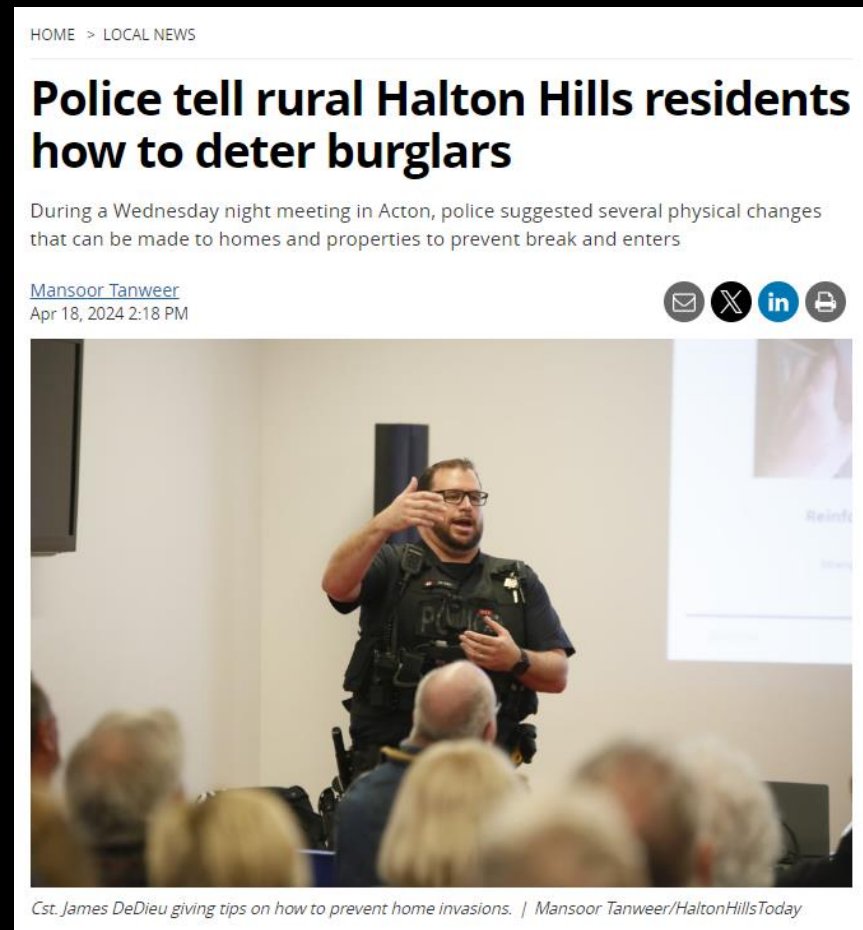 HOME > LOCAL NEWS
Police tell rural Halton Hills residents
how to deter burglars
During a Wednesday night meeting in Acton, police suggested several physical changes
that can be made to homes and properties to prevent break and enters
Mansoor Tanweer
Apr 18, 2024 2:18 PM
X in
POLICE
Reinfo
Cst. James DeDieu giving tips on how to prevent home invasions. | Mansoor Tanweer/HaltonHillsToday